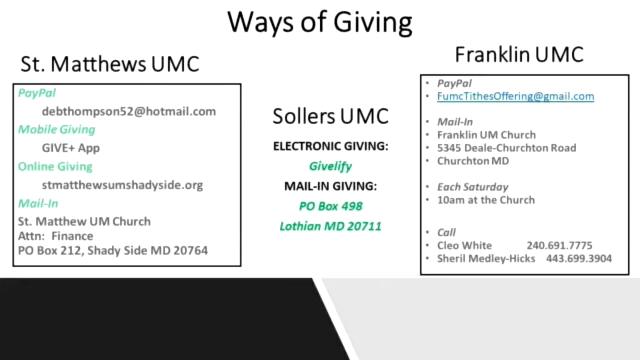 Ways of Giving
St. Matthews UMC
PayPal
debthompson52@hotmail.com
Mobile Giving
GIVE+ App
Online Giving
stmatthewsumshadyside.org
Mail-In
St. Matthew UM Church
Attn: Finance
PO Box 212, Shady Side MD 20764
Sollers UMC
ELECTRONIC GIVING:
Givelify
MAIL-IN GIVING:
PO Box 498
Lothian MD 20711
Franklin UMC
• PayPal
• FumcTithesOffering@gmail.com
• Mail-In
• Franklin UM Church
• 5345 Deale-Churchton Road
• Churchton MD
• Each Saturday
• 10am at the Church
• Call
• Cleo White 240.691.7775
• Sheril Medley-Hicks 443.699.3904